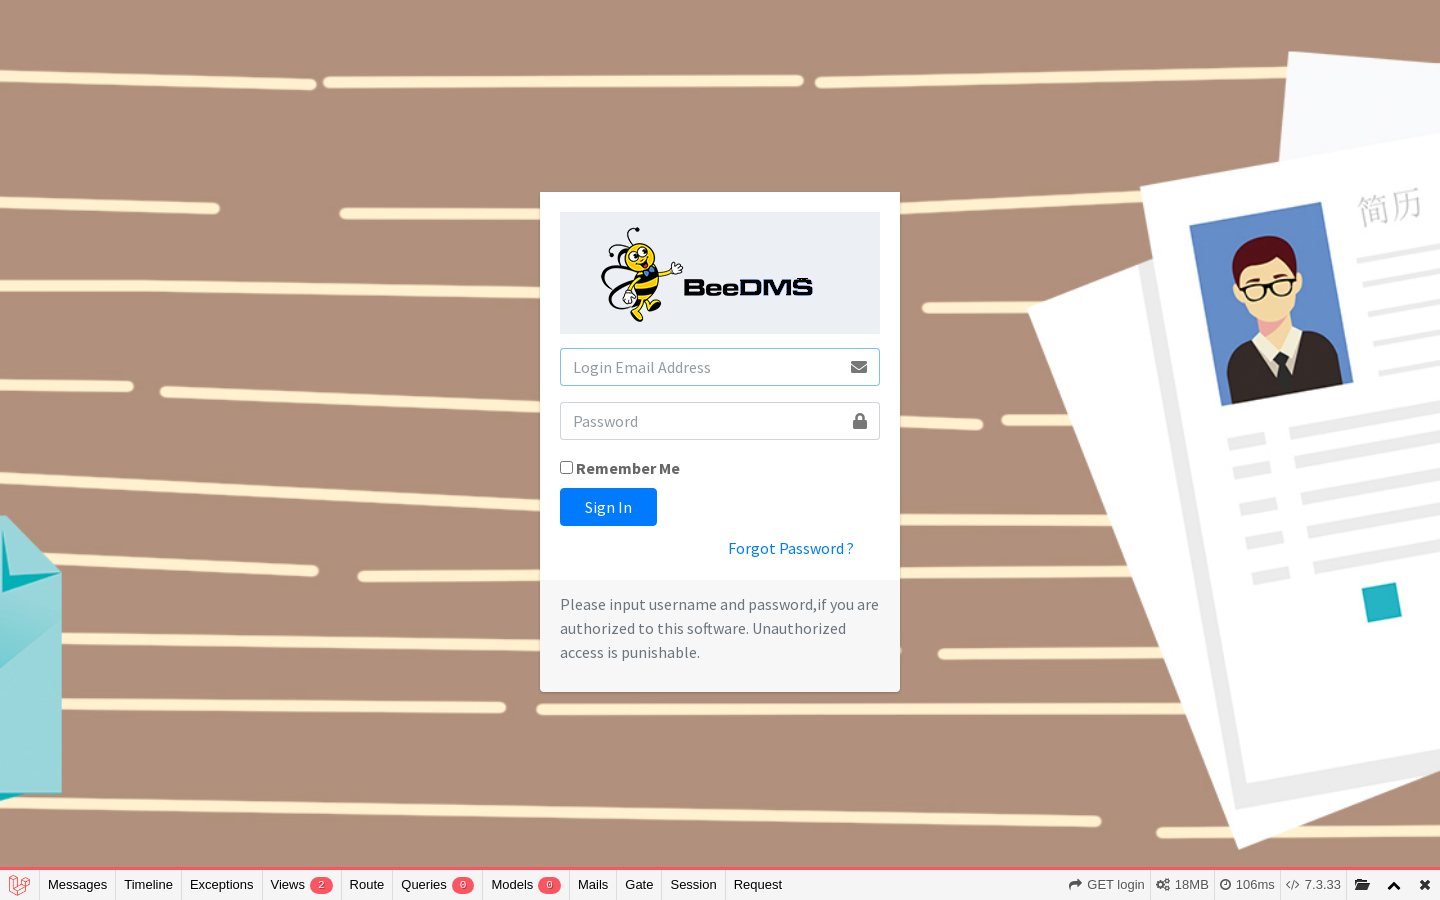 简历
BeeDMS
Login Email Address
Password
Remember Me
Sign In
Forgot Password ?
Please input username and password,if you are
authorized to this software. Unauthorized
access is punishable.
Messages Timeline Exceptions Views 2 Route Queries 0 Models 0 Mails Gate Session Request GET login 18MB 106ms 7.3.33